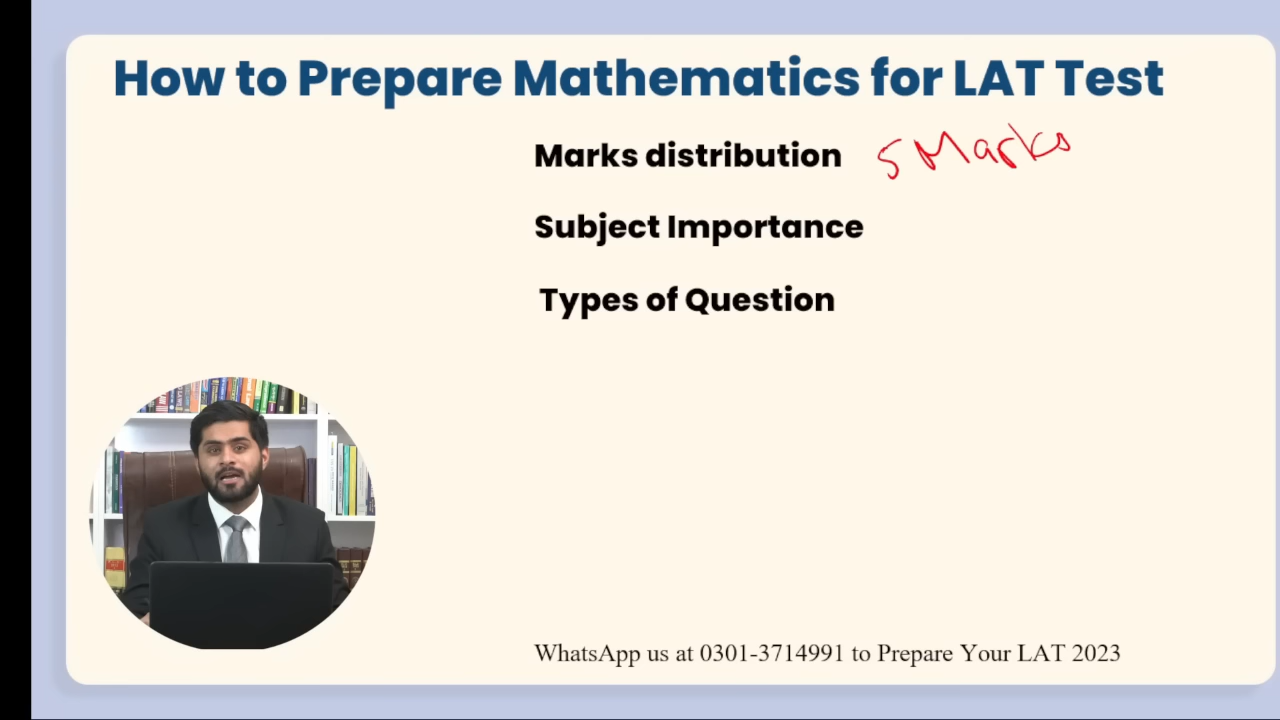 How to Prepare Mathematics for LAT Test
Marks distribution 5 Marks
Subject Importance
Types of Question
WhatsApp us at 0301-3714991 to Prepare Your LAT 2023